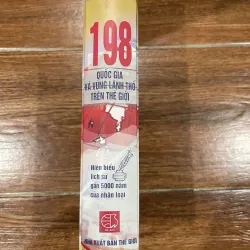 198
QUỐC GIA
VÀ VÙNG LÃNH THỔ
TRÊN THẾ GIỚI
Niên biểu
lịch sử
gần 5000 năm
của nhân loại
NHÀ XUẤT BẢN THẾ GIỚI